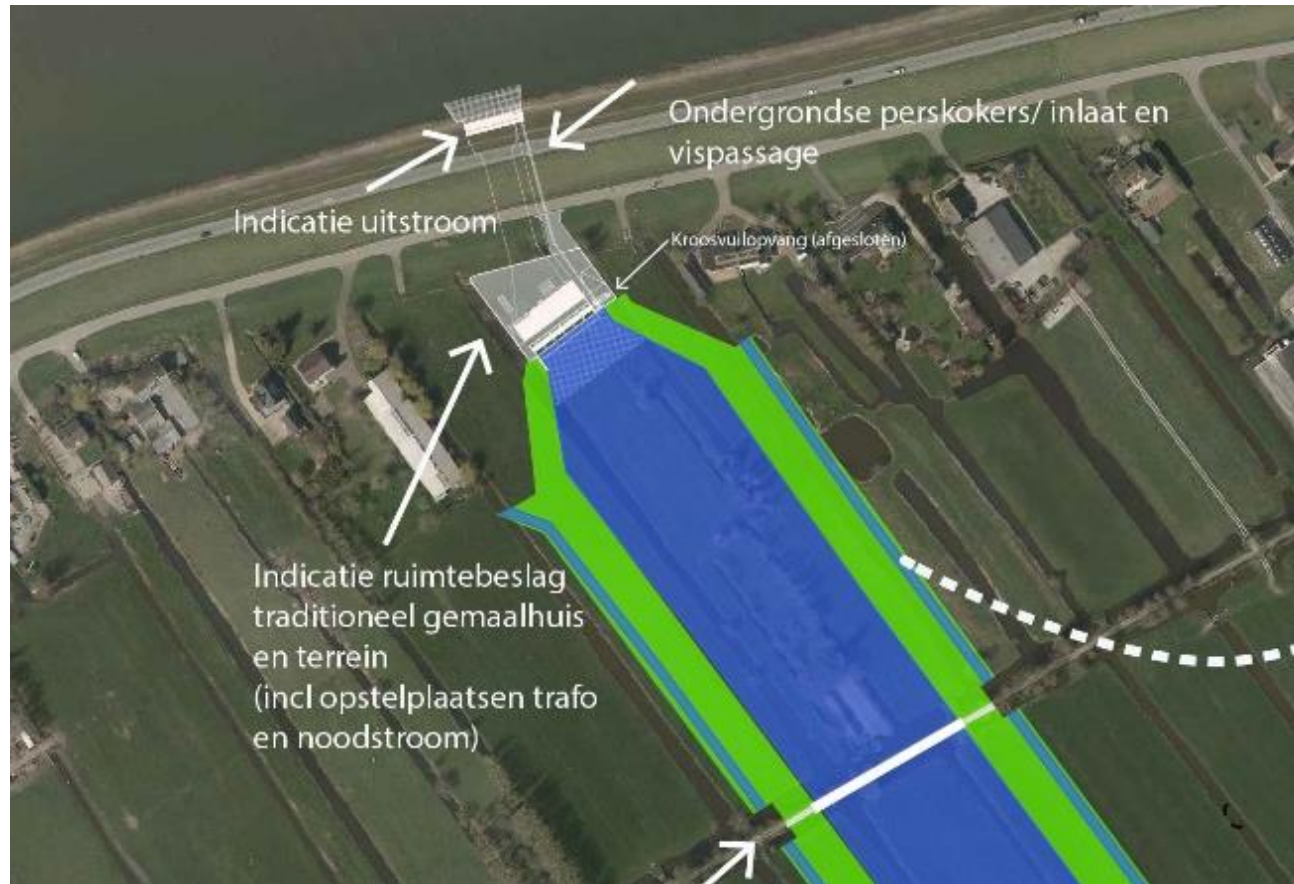 Ondergrondse perskokers/ inlaat en
vispassage
Indicatie uitstroom
Kroosvuilopvang (afgesloten)
Indicatie ruimtebeslag
traditioneel gemaalhuis
en terrein
(incl opstelplaatsen trafo
en noodstroom)